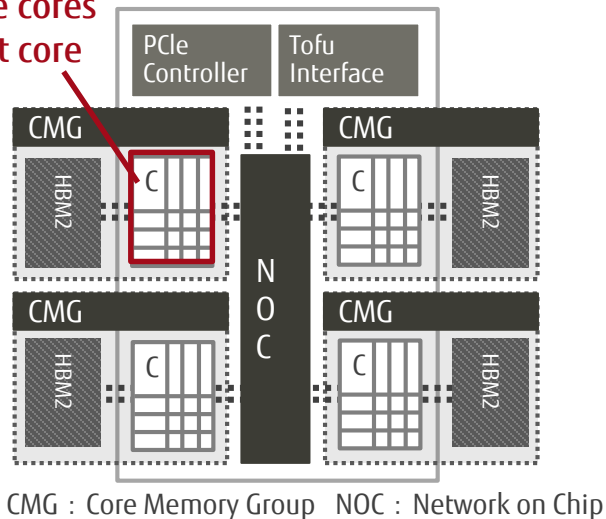 e cores
t core
PCIe
Controller
Tofu
Interface
CMG
CMG
HBM2
C
C
HBM2
N
O
C
CMG
CMG
HBM2
C
C
HBM2
CMG : Core Memory Group NOC : Network on Chip